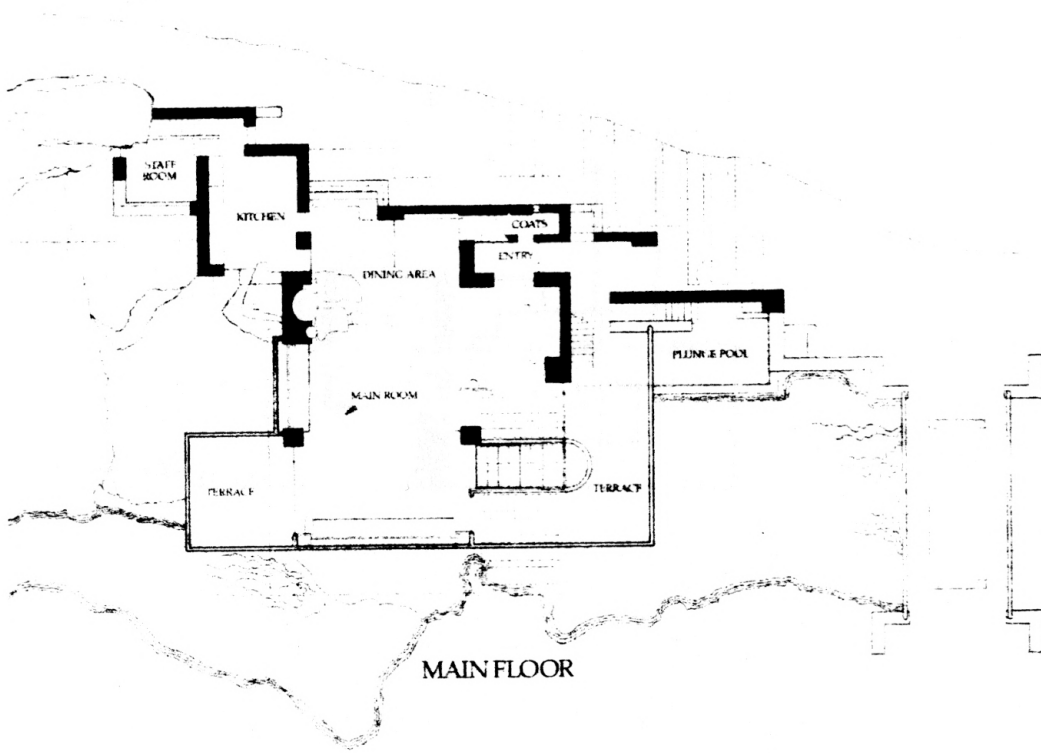 STAFF
ROOM
KITCHEN
COATS
ENTRY
DINING AREA
PLUNGE POOL
MAIN ROOM
TERRACE
TERRACE
MAIN FLOOR